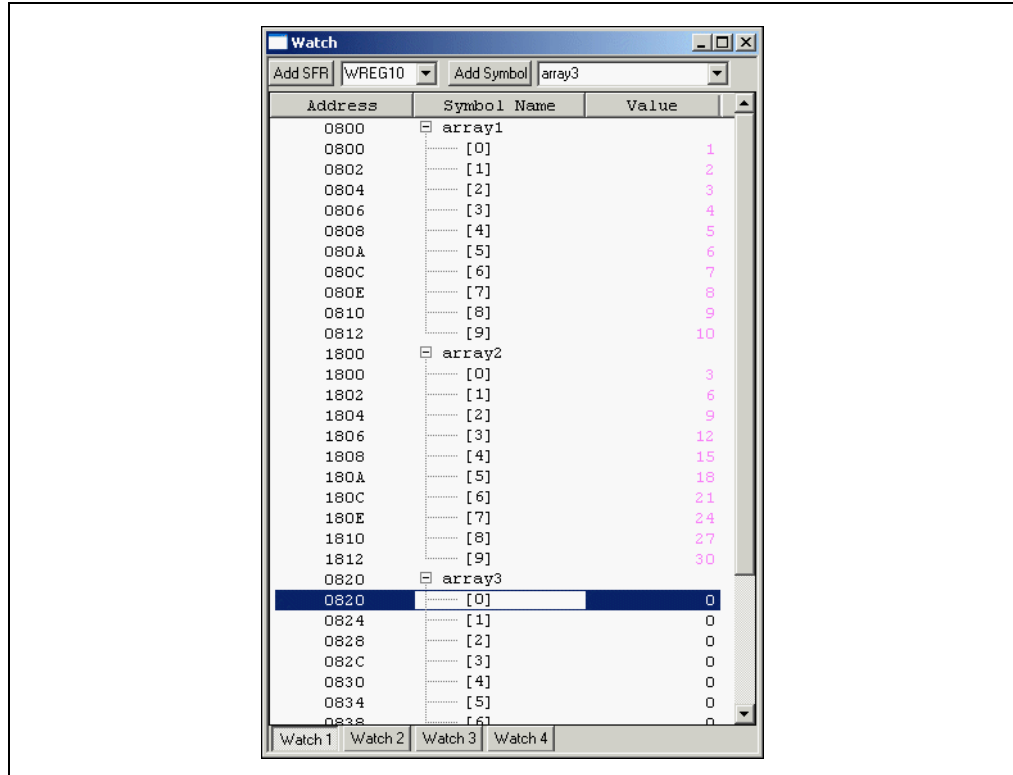 Watch
Add SFR WREG10 Add Symbol array3
Address Symbol Name Value
0800 array1
0800 [0] 1
0802 [1] 2
0804 [2] 3
0806 [3] 4
0808 [4] 5
080A [5] 6
080C [6] 7
080E [7] 8
0810 [8] 9
0812 [9] 10
1800 array2
1800 [0] 3
1802 [1] 6
1804 [2] 9
1806 [3] 12
1808 [4] 15
180A [5] 18
180C [6] 21
180E [7] 24
1810 [8] 27
1812 [9] 30
0820 array3
0820 [0] 0
0824 [1] 0
0828 [2] 0
082C [3] 0
0830 [4] 0
0834 [5] 0
0838 [6] 0
Watch 1 Watch 2 Watch 3 Watch 4